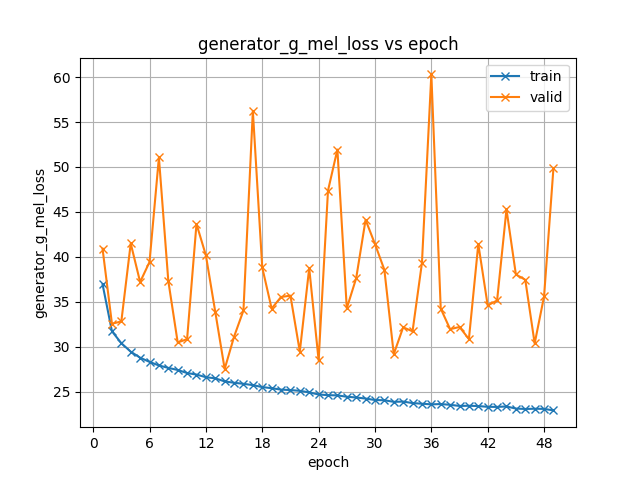 generator_g_mel_loss vs epoch
train
valid
60
55
50
45
40
35
30
25
generator_g_mel_loss
0 6 12 18 24 30 36 42 48
epoch